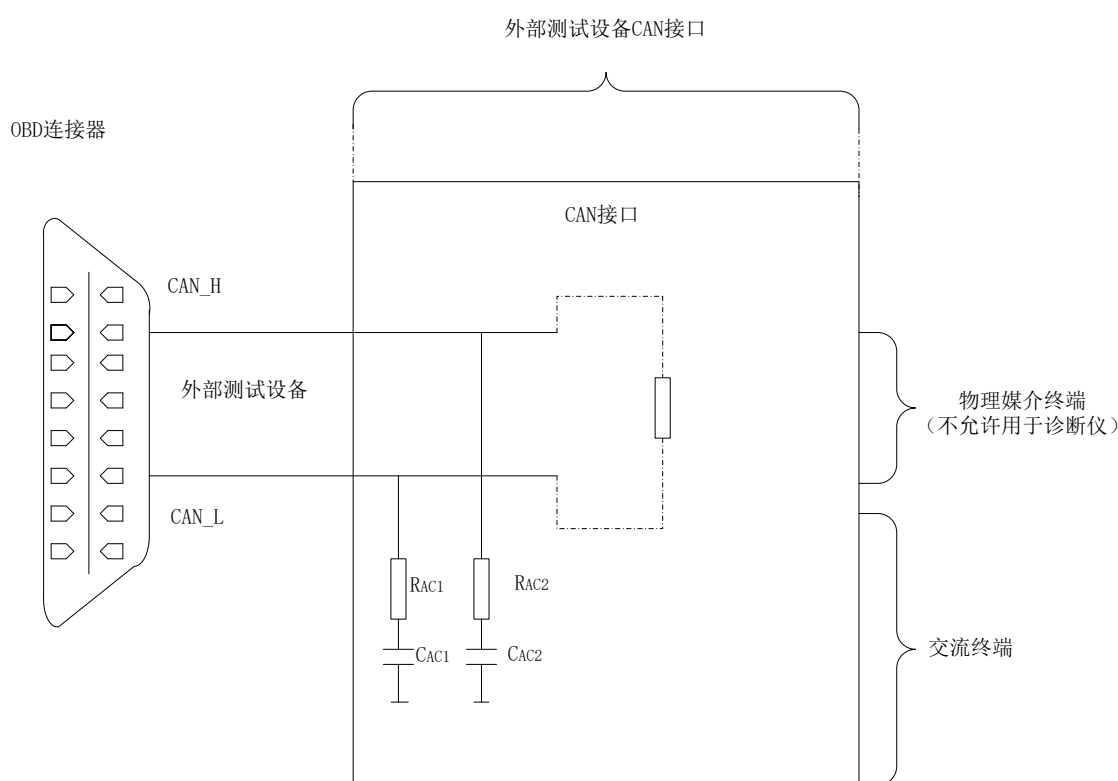 外部测试设备CAN接口
OBD连接器
CAN接口
CAN_H
外部测试设备
物理媒介终端
（不允许用于诊断仪）
CAN_L
RAC1
RAC2
CAC1
CAC2
交流终端